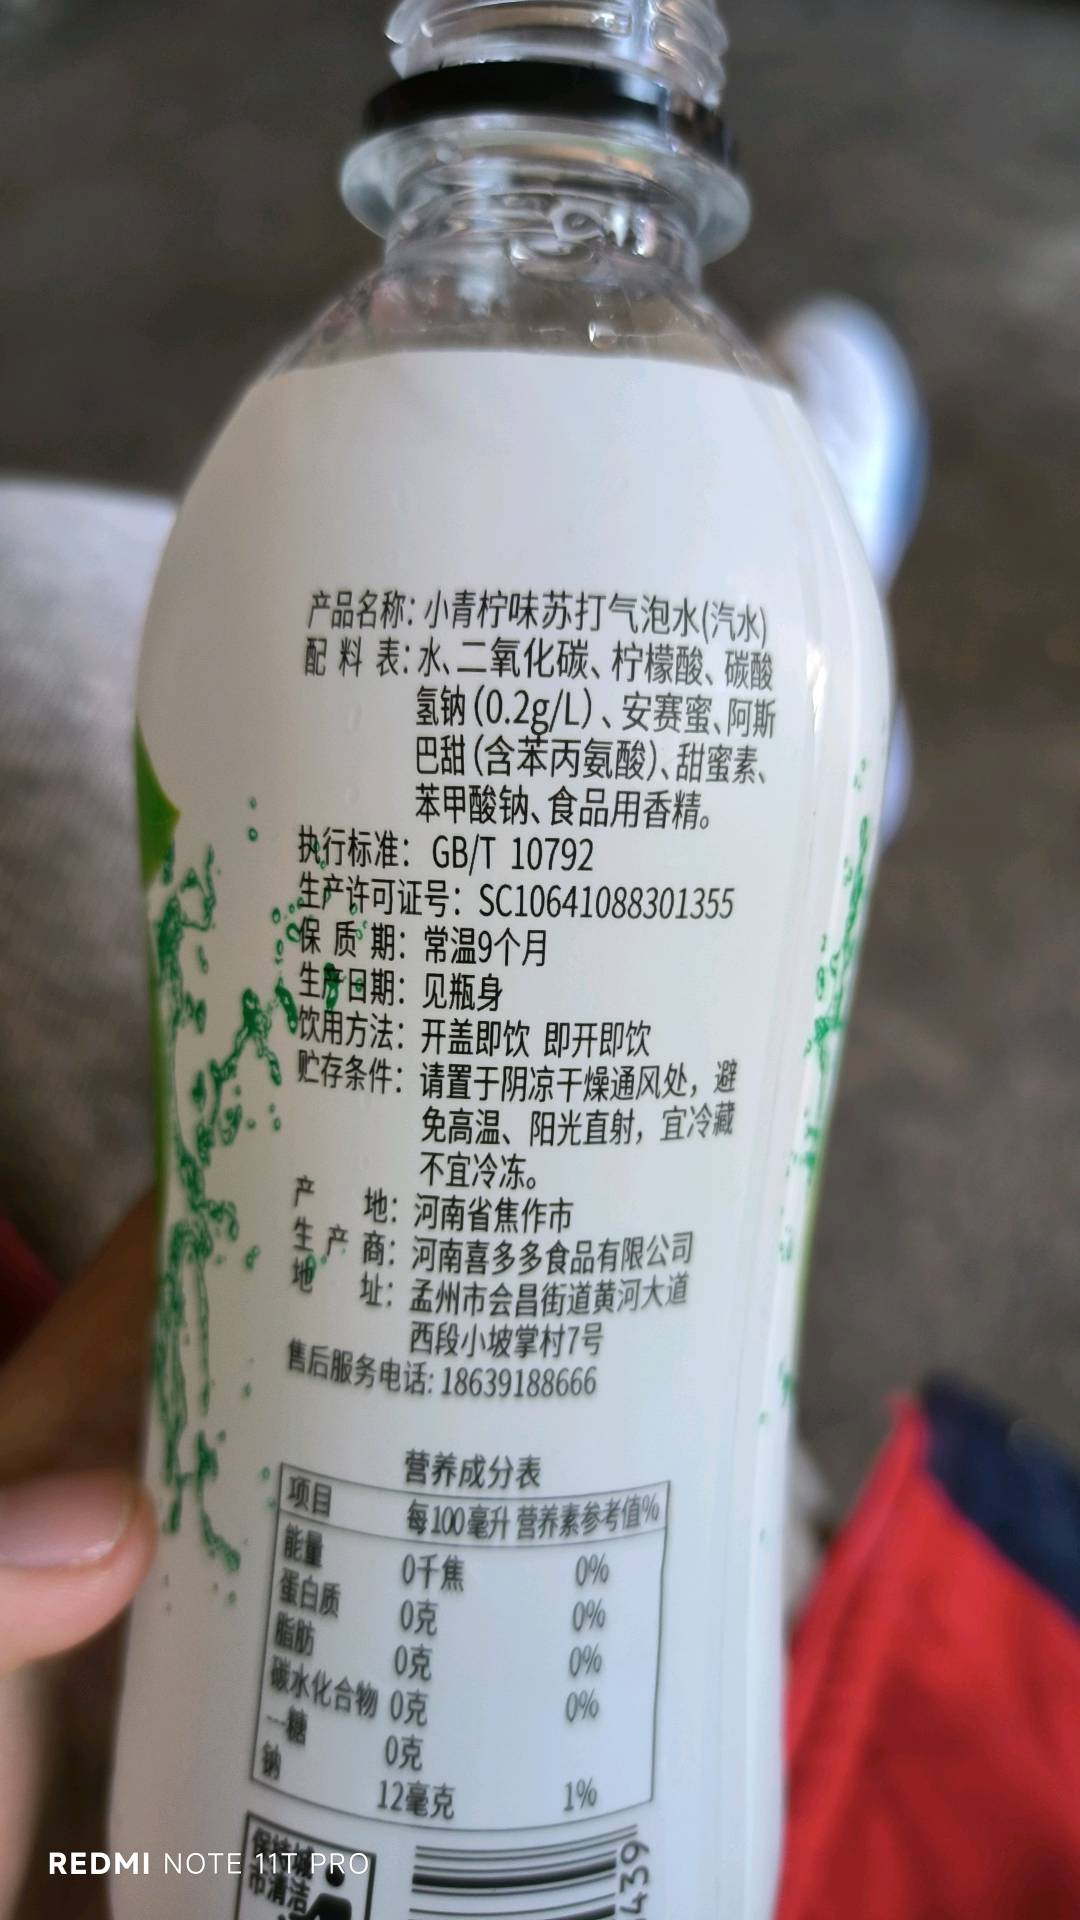 产品名称：小青柠味苏打气泡水(汽水)
配料表：水、二氧化碳、柠檬酸、碳酸
氢钠(0.2g/L)、安赛蜜、阿斯
巴甜(含苯丙氨酸)、甜蜜素、
苯甲酸钠、食品用香精。
执行标准：GB/T 10792
生产许可证号：SC10641088301355
保质期：常温9个月
生产日期：见瓶身
饮用方法：开盖即饮 即开即饮
贮存条件：请置于阴凉干燥通风处，避
免高温、阳光直射，宜冷藏
不宜冷冻。
产地：河南省焦作市
生产商：河南喜多多食品有限公司
地址：孟州市会昌街道黄河大道
西段小坡掌村7号
售后服务电话：18639188666
营养成分表
项目 每100毫升 营养素参考值%
能量 0千焦 0%
蛋白质 0克 0%
脂肪 0克 0%
碳水化合物 0克 0%
---糖 0克
钠 12毫克 1%
保持城
市清洁
439
REDMI NOTE 11T PRO